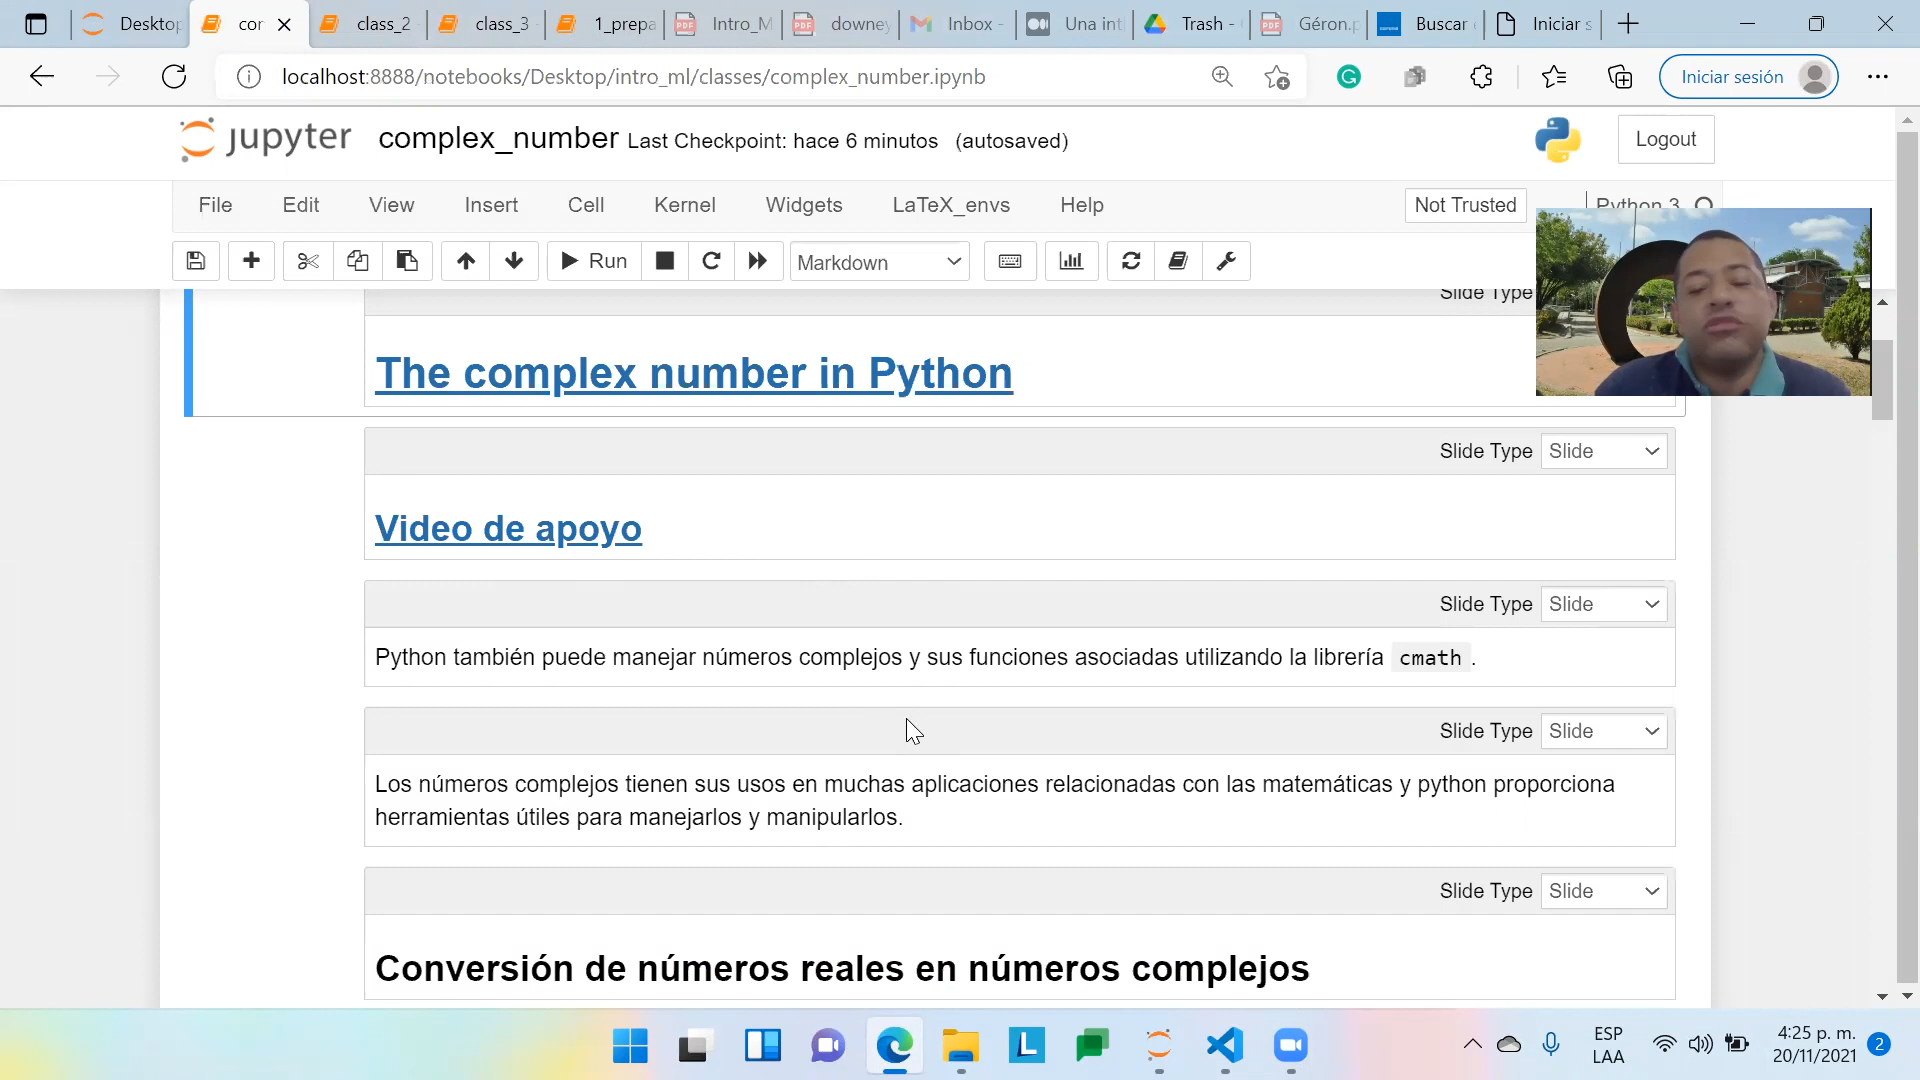 Desktop
cor
class_2
class_3
1_prepa
Intro_M
downey
Inbox -
Una int
Trash -
Géron.p
Buscar
Iniciar s
localhost:8888/notebooks/Desktop/intro_ml/classes/complex_number.ipynb
Iniciar sesión
jupyter complex_number Last Checkpoint: hace 6 minutos (autosaved)
Logout
File Edit View Insert Cell Kernel Widgets LaTeX_envs Help
Not Trusted
Python 3
Run
Markdown
Slide Type
The complex number in Python
Slide Type Slide
Video de apoyo
Slide Type Slide
Python también puede manejar números complejos y sus funciones asociadas utilizando la librería cmath .
Slide Type Slide
Los números complejos tienen sus usos en muchas aplicaciones relacionadas con las matemáticas y python proporciona
herramientas útiles para manejarlos y manipularlos.
Slide Type Slide
Conversión de números reales en números complejos
L
ESP
LAA
4:25 p. m.
20/11/2021
2